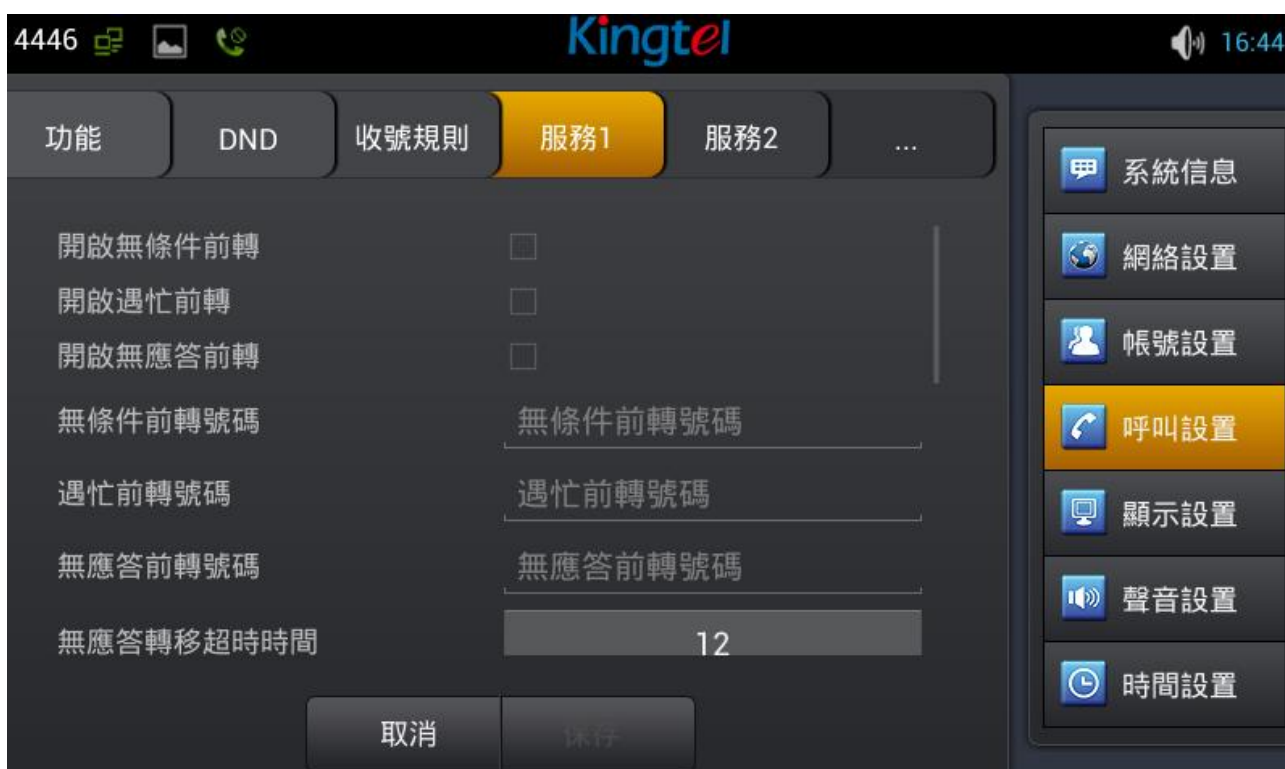 4446 Kingtel 16:44
功能 DND 收號規則 服務1 服務2 ...
開啟無條件前轉
開啟遇忙前轉
開啟無應答前轉
無條件前轉號碼 無條件前轉號碼
遇忙前轉號碼 遇忙前轉號碼
無應答前轉號碼 無應答前轉號碼
無應答轉移超時時間 12
取消 保存
系統信息
網絡設置
帳號設置
呼叫設置
顯示設置
聲音設置
時間設置